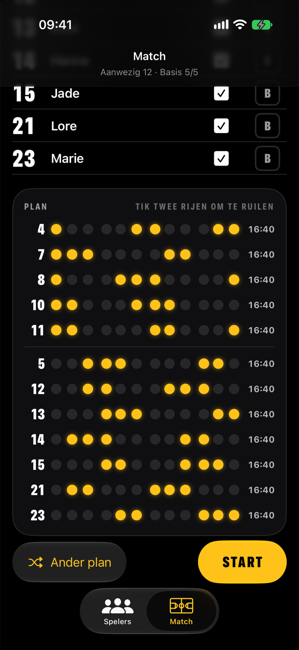 09:41
Match
Aanwezig 12 · Basis 5/5
15 Jade B
21 Lore B
23 Marie B
PLAN TIK TWEE RIJEN OM TE RUILEN
4 16:40
7 16:40
8 16:40
10 16:40
11 16:40
5 16:40
12 16:40
13 16:40
14 16:40
15 16:40
21 16:40
23 16:40
Ander plan START
Spelers Match